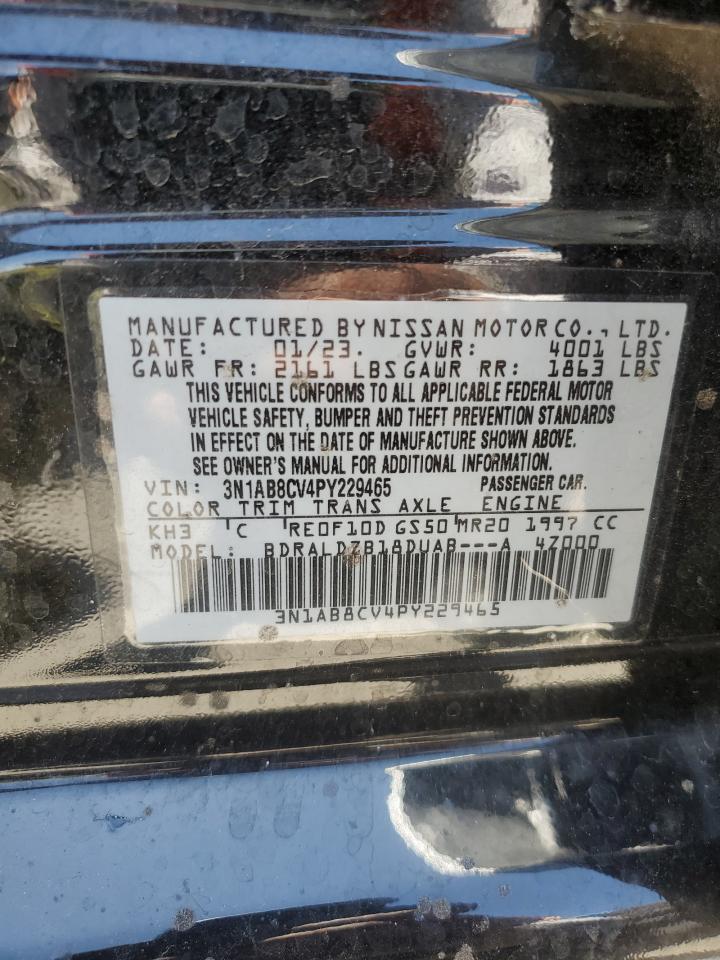 MANUFACTURED BY NISSAN MOTOR CO., LTD.
DATE: 01/23. GVWR: 4001 LBS
GAWR FR: 2161 LBS GAWR RR: 1863 LBS
THIS VEHICLE CONFORMS TO ALL APPLICABLE FEDERAL MOTOR
VEHICLE SAFETY, BUMPER AND THEFT PREVENTION STANDARDS
IN EFFECT ON THE DATE OF MANUFACTURE SHOWN ABOVE.
SEE OWNER'S MANUAL FOR ADDITIONAL INFORMATION.
VIN: 3N1AB8CV4PY229465 PASSENGER CAR.
COLOR TRIM TRANS AXLE ENGINE
KH3 C RE0F10D GS50 MR20 1997 CC
MODEL: BDRALDZB18DUAB---A 4Z000
3N1AB8CV4PY229465